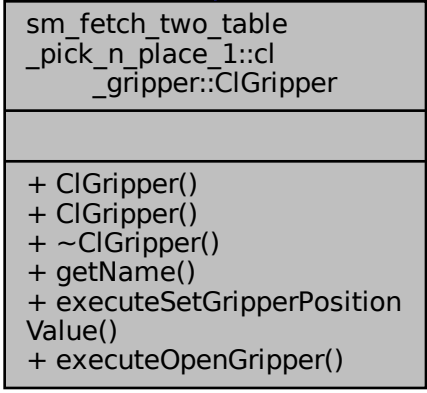 sm_fetch_two_table
_pick_n_place_1::cl
_gripper::ClGripper
+ ClGripper()
+ ClGripper()
+ ~ClGripper()
+ getName()
+ executeSetGripperPosition
Value()
+ executeOpenGripper()